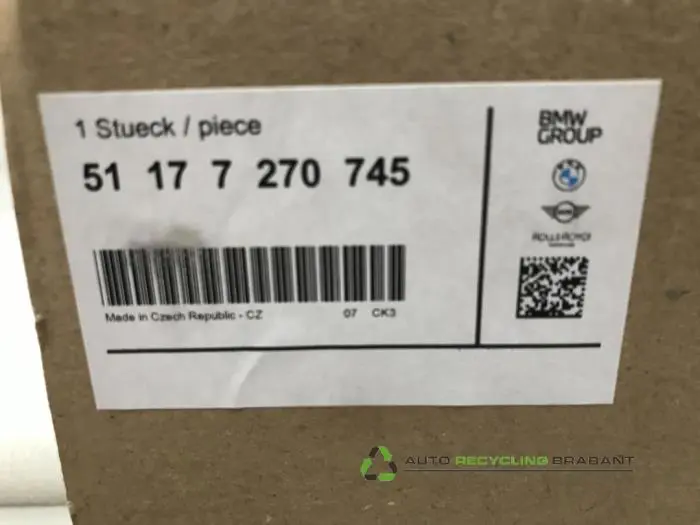 1 Stueck / piece
51 17 7 270 745
Made in Czech Republic - CZ 07 CK3
BMW
GROUP
ROLLS-ROYCE
AUTO RECYCLING BRABANT